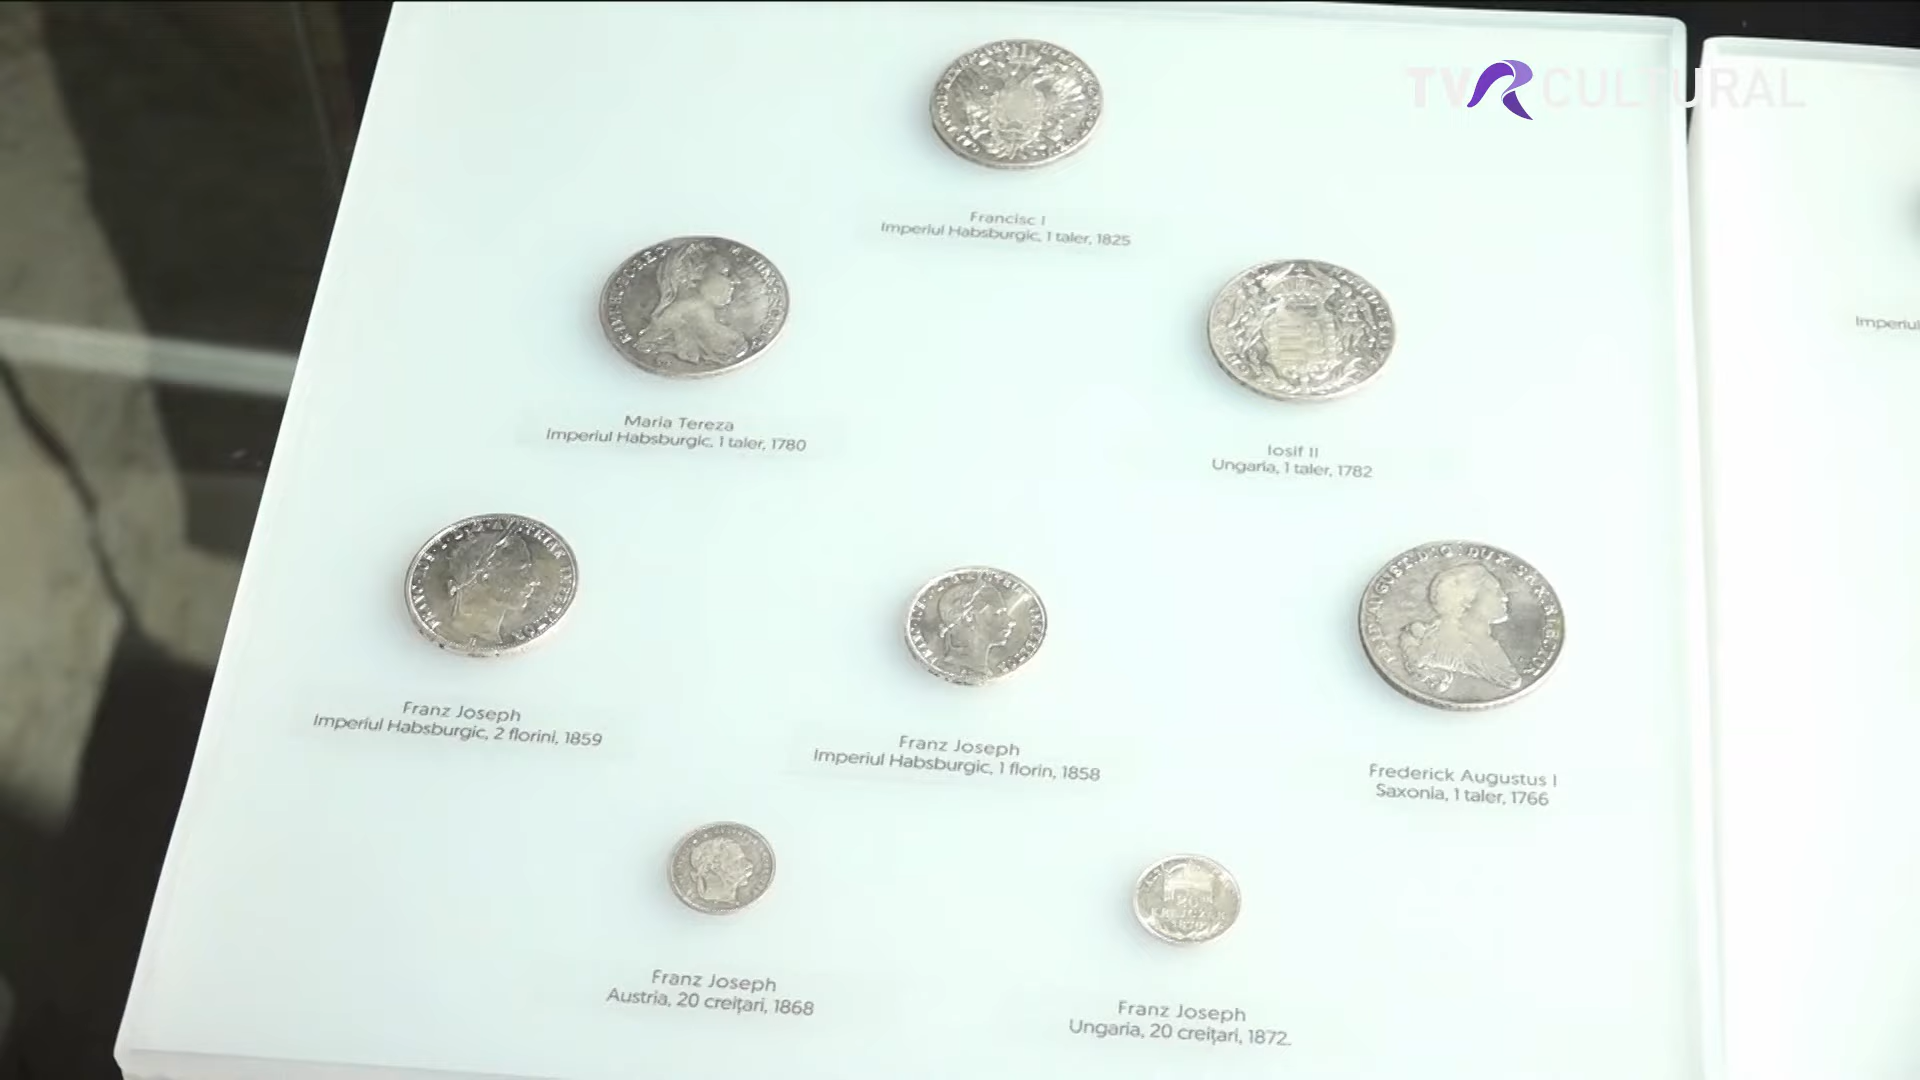 TVR CULTURAL
Francisc I
Imperiul Habsburgic, 1 taler, 1825
Maria Tereza
Imperiul Habsburgic, 1 taler, 1780
Iosif II
Ungaria, 1 taler, 1782
Imperiul
Franz Joseph
Imperiul Habsburgic, 2 florini, 1859
Franz Joseph
Imperiul Habsburgic, 1 florin, 1858
Frederick Augustus I
Saxonia, 1 taler, 1766
Franz Joseph
Austria, 20 creițari, 1868
20
KREJCZÁR
Franz Joseph
Ungaria, 20 creițari, 1872.